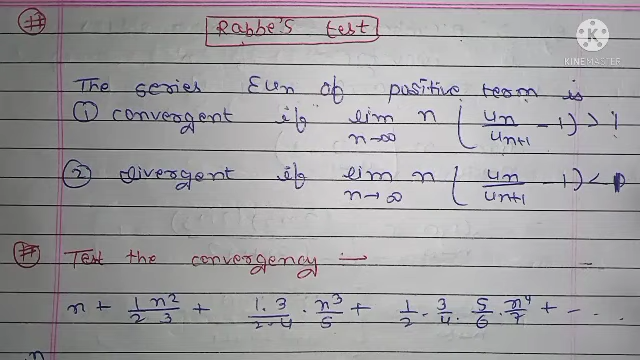 Rabbe's test
KINEMASTER
The series Σun of positive term is
① convergent if lim n→∞ n ( un/un+1 - 1 ) > 1
② divergent if lim n→∞ n ( un/un+1 - 1 ) < 1
# Test the convergency :-
x + 1/2 x²/3 + 1.3/2.4 . x³/5 + 1/2 . 3/4 . 5/6 . x⁴/7 + - . . .